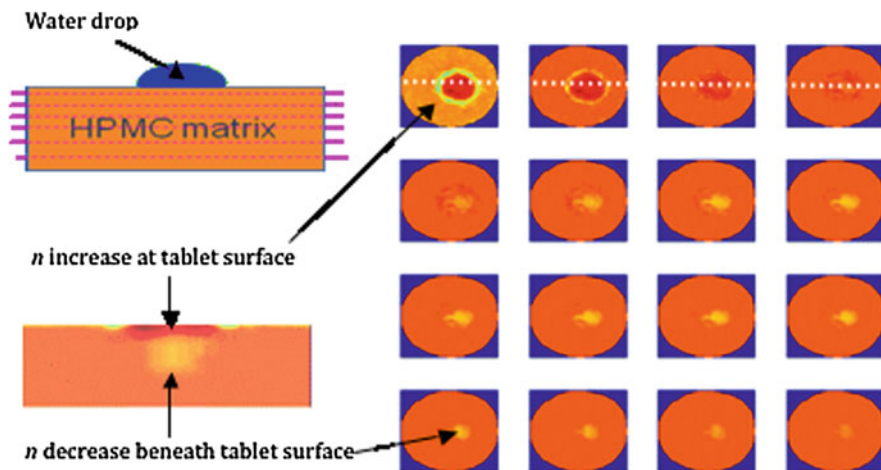 Water drop
HPMC matrix
n increase at tablet surface
n decrease beneath tablet surface